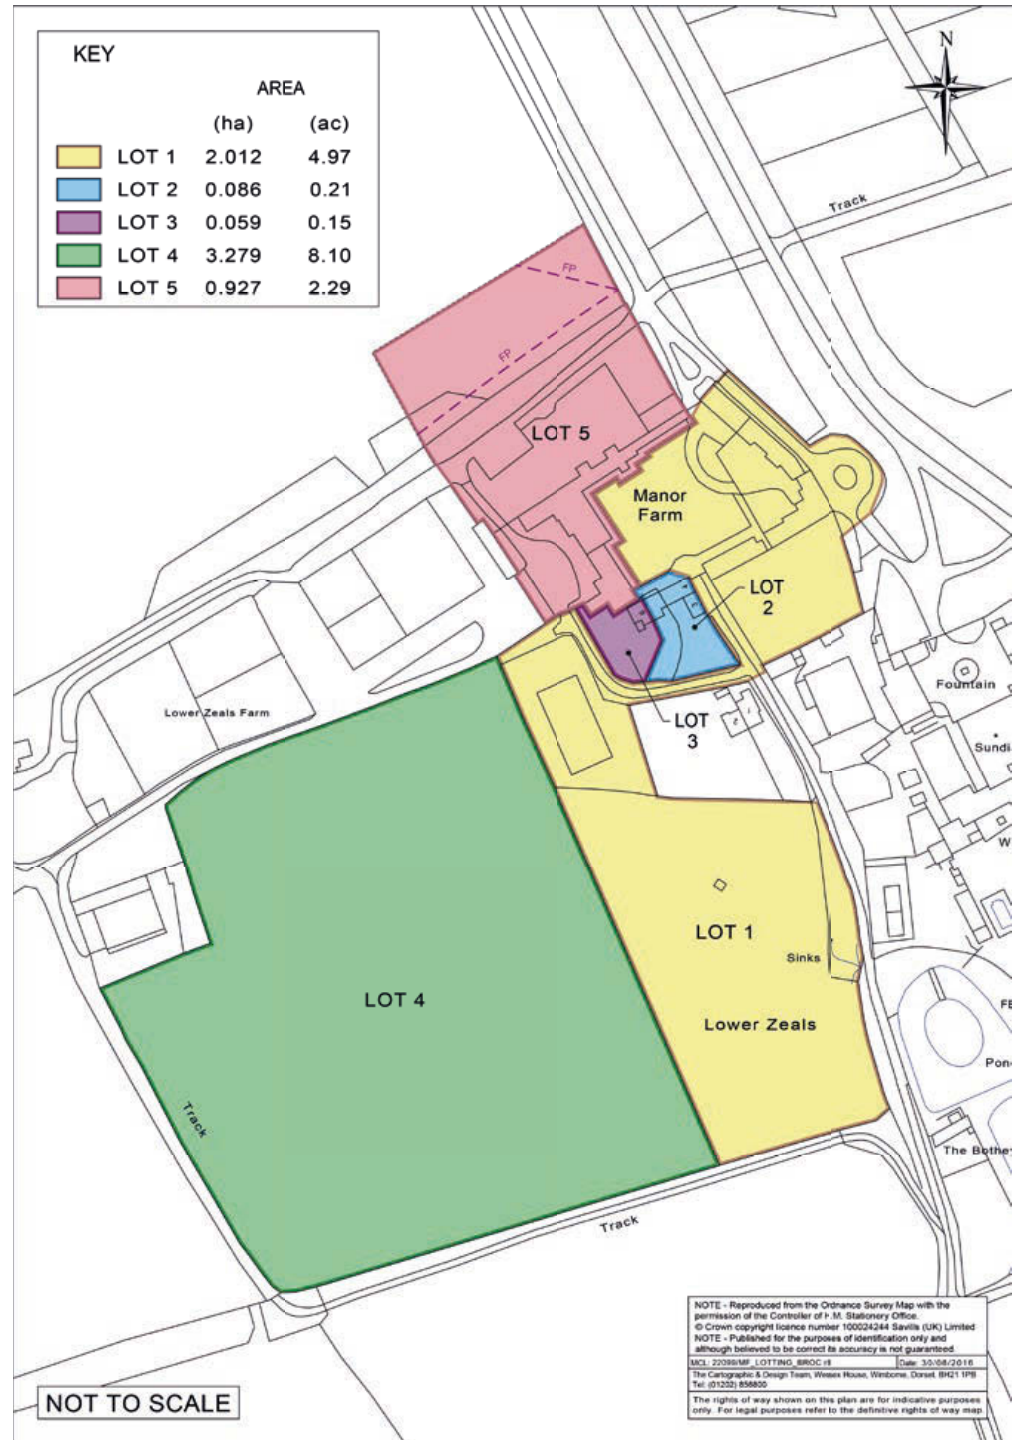 KEY
AREA
(ha) (ac)
LOT 1 2.012 4.97
LOT 2 0.086 0.21
LOT 3 0.059 0.15
LOT 4 3.279 8.10
LOT 5 0.927 2.29
N
Track
FP
FP
LOT 5
Manor
Farm
LOT
2
Fountain
Lower Zeals Farm
LOT
3
Sundi
W
LOT 1
Sinks
LOT 4
FE
Lower Zeals
Pon
Track
The Bothe
Track
NOTE - Reproduced from the Ordnance Survey Map with the
permission of the Controller of H.M. Stationery Office.
© Crown copyright licence number 100024244 Savills (UK) Limited
NOTE - Published for the purposes of identification only and
although believed to be correct its accuracy is not guaranteed.
MCL: 22099/MF_LOTTING_BROC r8 Date: 30/08/2016
The Cartographic & Design Team, Wessex House, Wimborne, Dorset. BH21 1PB
Tel: (01202) 856800
The rights of way shown on this plan are for indicative purposes
only. For legal purposes refer to the definitive rights of way map
NOT TO SCALE